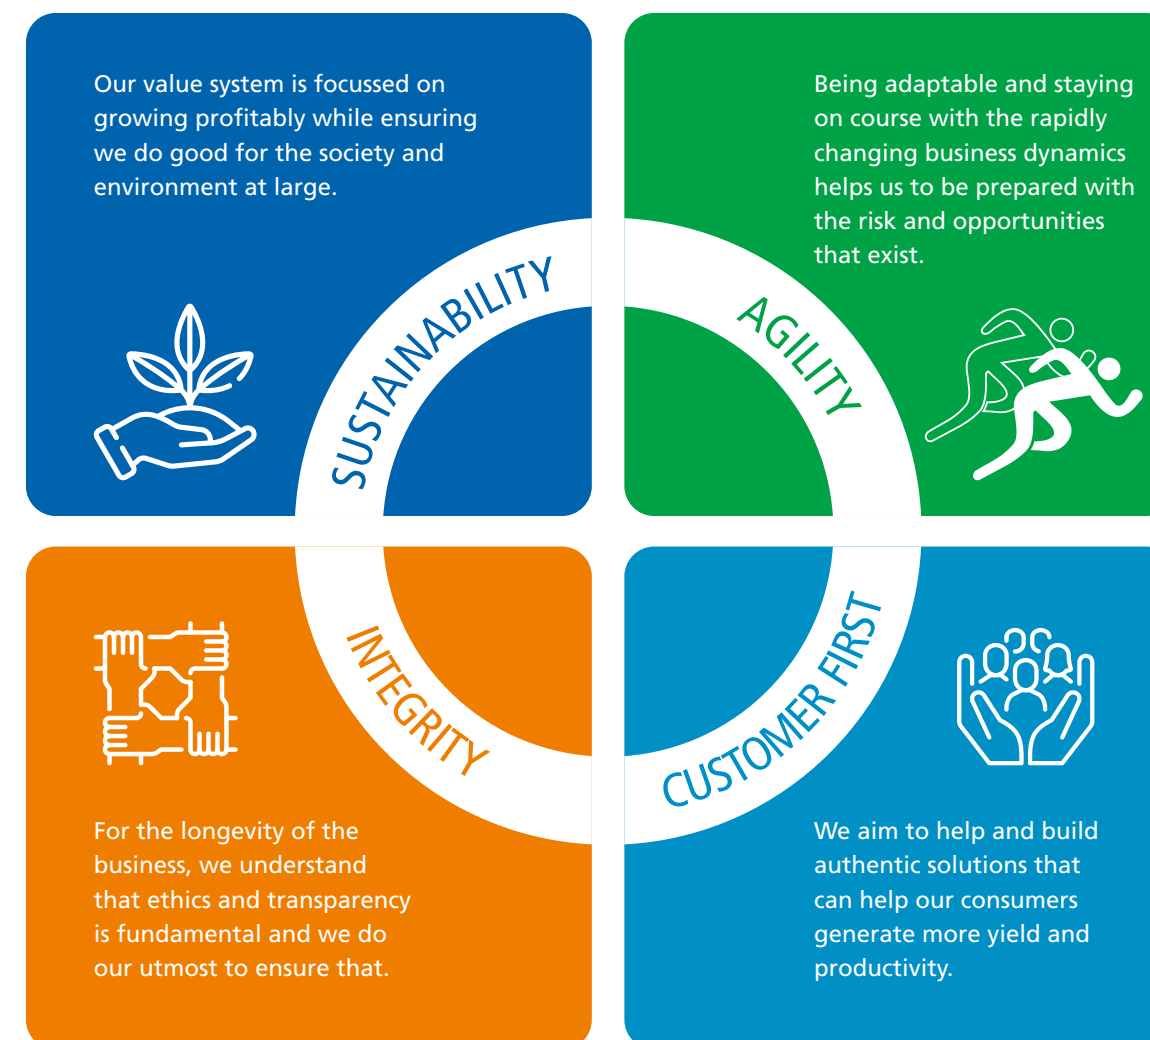 Our value system is focussed on
growing profitably while ensuring
we do good for the society and
environment at large.
SUSTAINABILITY
Being adaptable and staying
on course with the rapidly
changing business dynamics
helps us to be prepared with
the risk and opportunities
that exist.
AGILITY
INTEGRITY
For the longevity of the
business, we understand
that ethics and transparency
is fundamental and we do
our utmost to ensure that.
CUSTOMER FIRST
We aim to help and build
authentic solutions that
can help our consumers
generate more yield and
productivity.